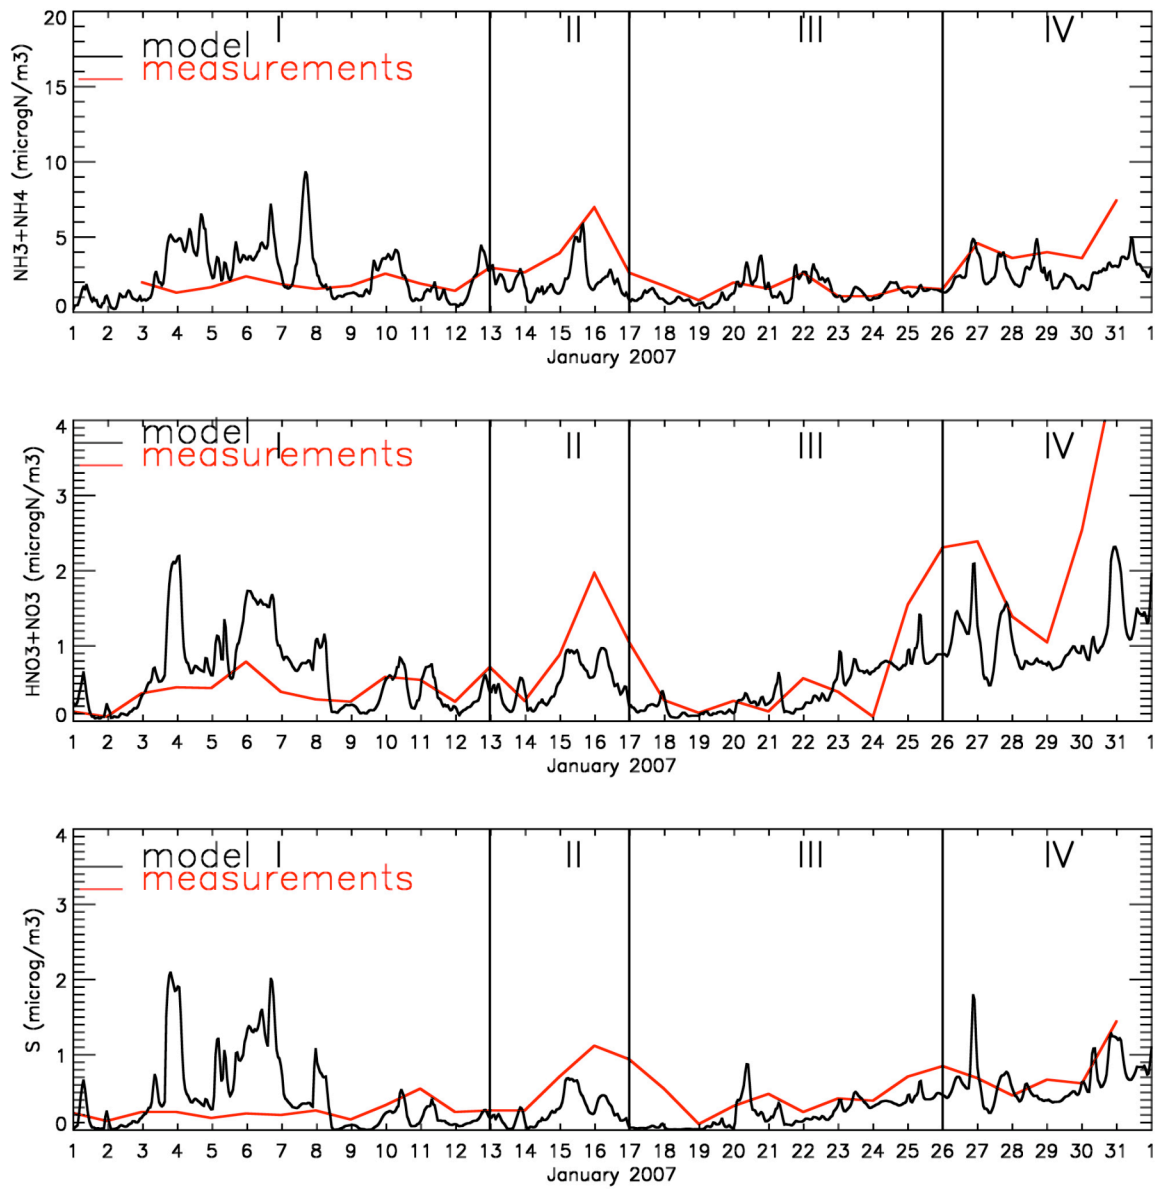 20
15
10
5
0
NH3+NH4 (microgN/m3)
model
measurements
I
II
III
IV
1 2 3 4 5 6 7 8 9 10 11 12 13 14 15 16 17 18 19 20 21 22 23 24 25 26 27 28 29 30 31 1
January 2007
4
3
2
1
0
HNO3+NO3 (microgN/m3)
model
measurements
I
II
III
IV
1 2 3 4 5 6 7 8 9 10 11 12 13 14 15 16 17 18 19 20 21 22 23 24 25 26 27 28 29 30 31 1
January 2007
4
3
2
1
0
S (microg/m3)
model
measurements
I
II
III
IV
1 2 3 4 5 6 7 8 9 10 11 12 13 14 15 16 17 18 19 20 21 22 23 24 25 26 27 28 29 30 31 1
January 2007